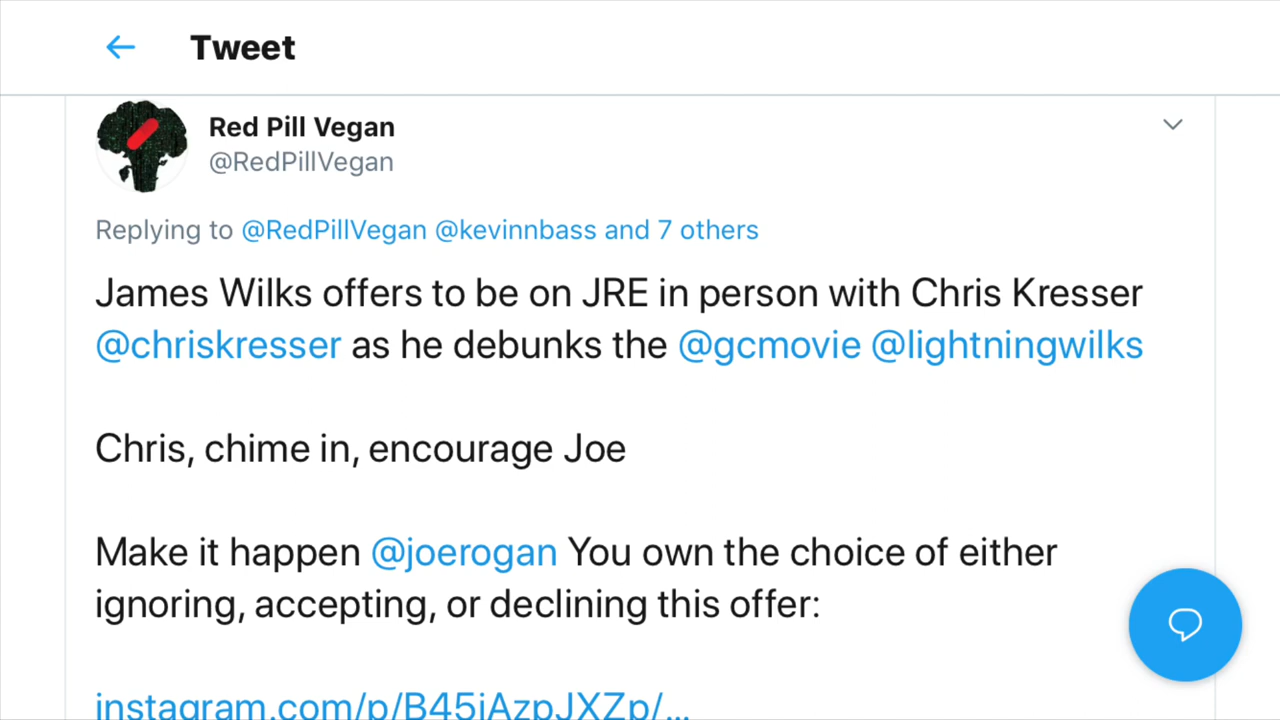 Tweet
Red Pill Vegan
@RedPillVegan
Replying to @RedPillVegan @kevinnbass and 7 others
James Wilks offers to be on JRE in person with Chris Kresser
@chriskresser as he debunks the @gcmovie @lightningwilks
Chris, chime in, encourage Joe
Make it happen @joerogan You own the choice of either
ignoring, accepting, or declining this offer:
instagram.com/p/B45iAzpJXZp/...